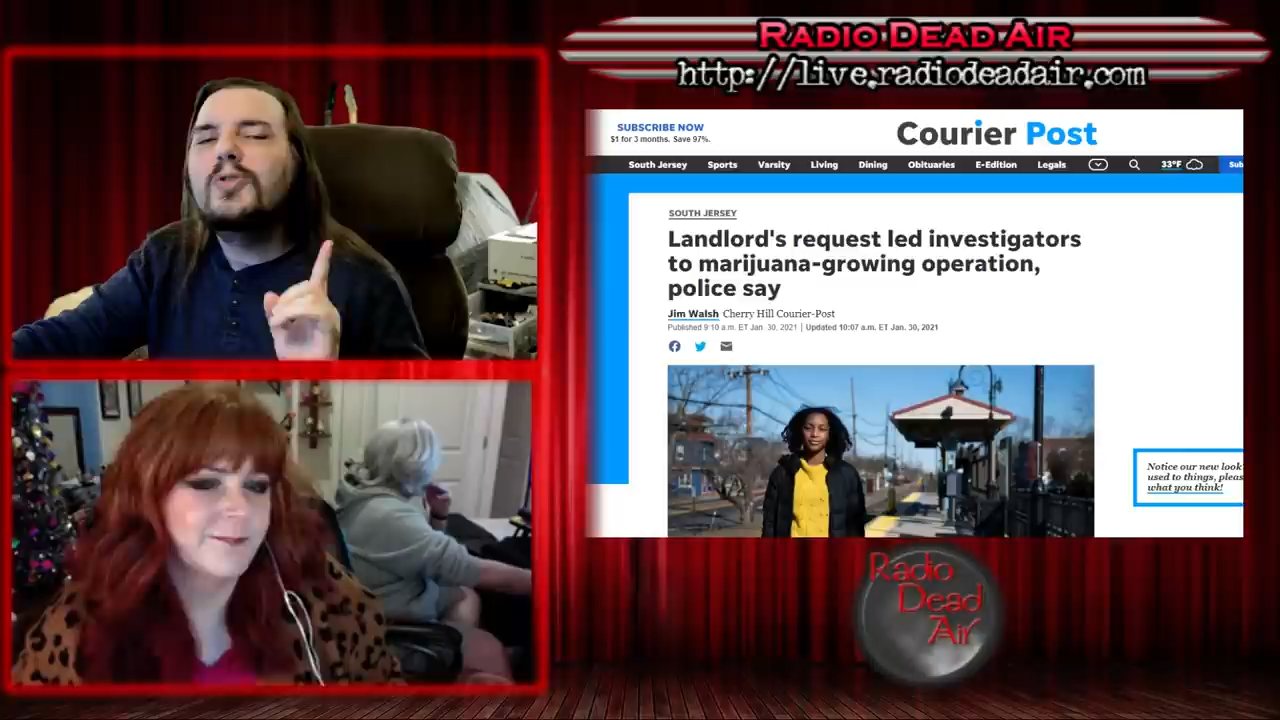 RADIO DEAD AIR
http://live.radiodeadair.com
SUBSCRIBE NOW
$1 for 3 months. Save 97%.
Courier Post
South Jersey Sports Varsity Living Dining Obituaries E-Edition Legals 33°F Sub
SOUTH JERSEY
Landlord's request led investigators
to marijuana-growing operation,
police say
Jim Walsh Cherry Hill Courier-Post
Published 9:10 a.m. ET Jan. 30, 2021 | Updated 10:07 a.m. ET Jan. 30, 2021
Notice our new look
used to things, pleas
what you think!
Radio
Dead
Air